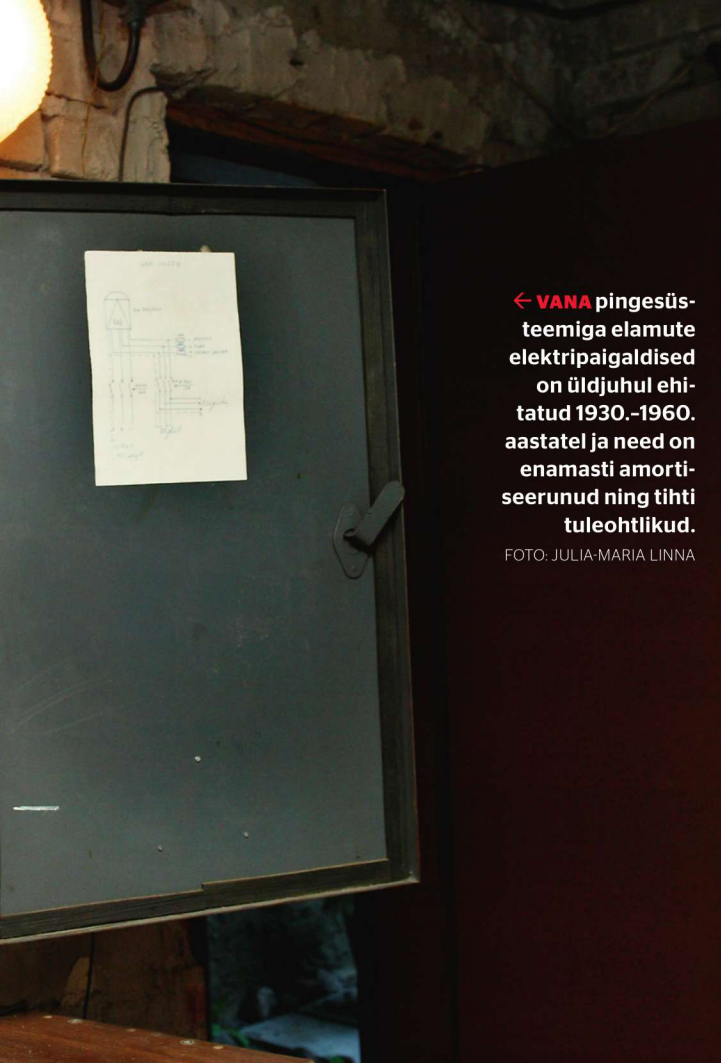 ← VANA pingesüs-
teemiga elamute
elektripaigaldised
on üldjuhul ehi-
tatud 1930.–1960.
aastatel ja need on
enamasti amorti-
seerunud ning tihti
tuleohtlikud.
FOTO: JULIA-MARIA LINNA